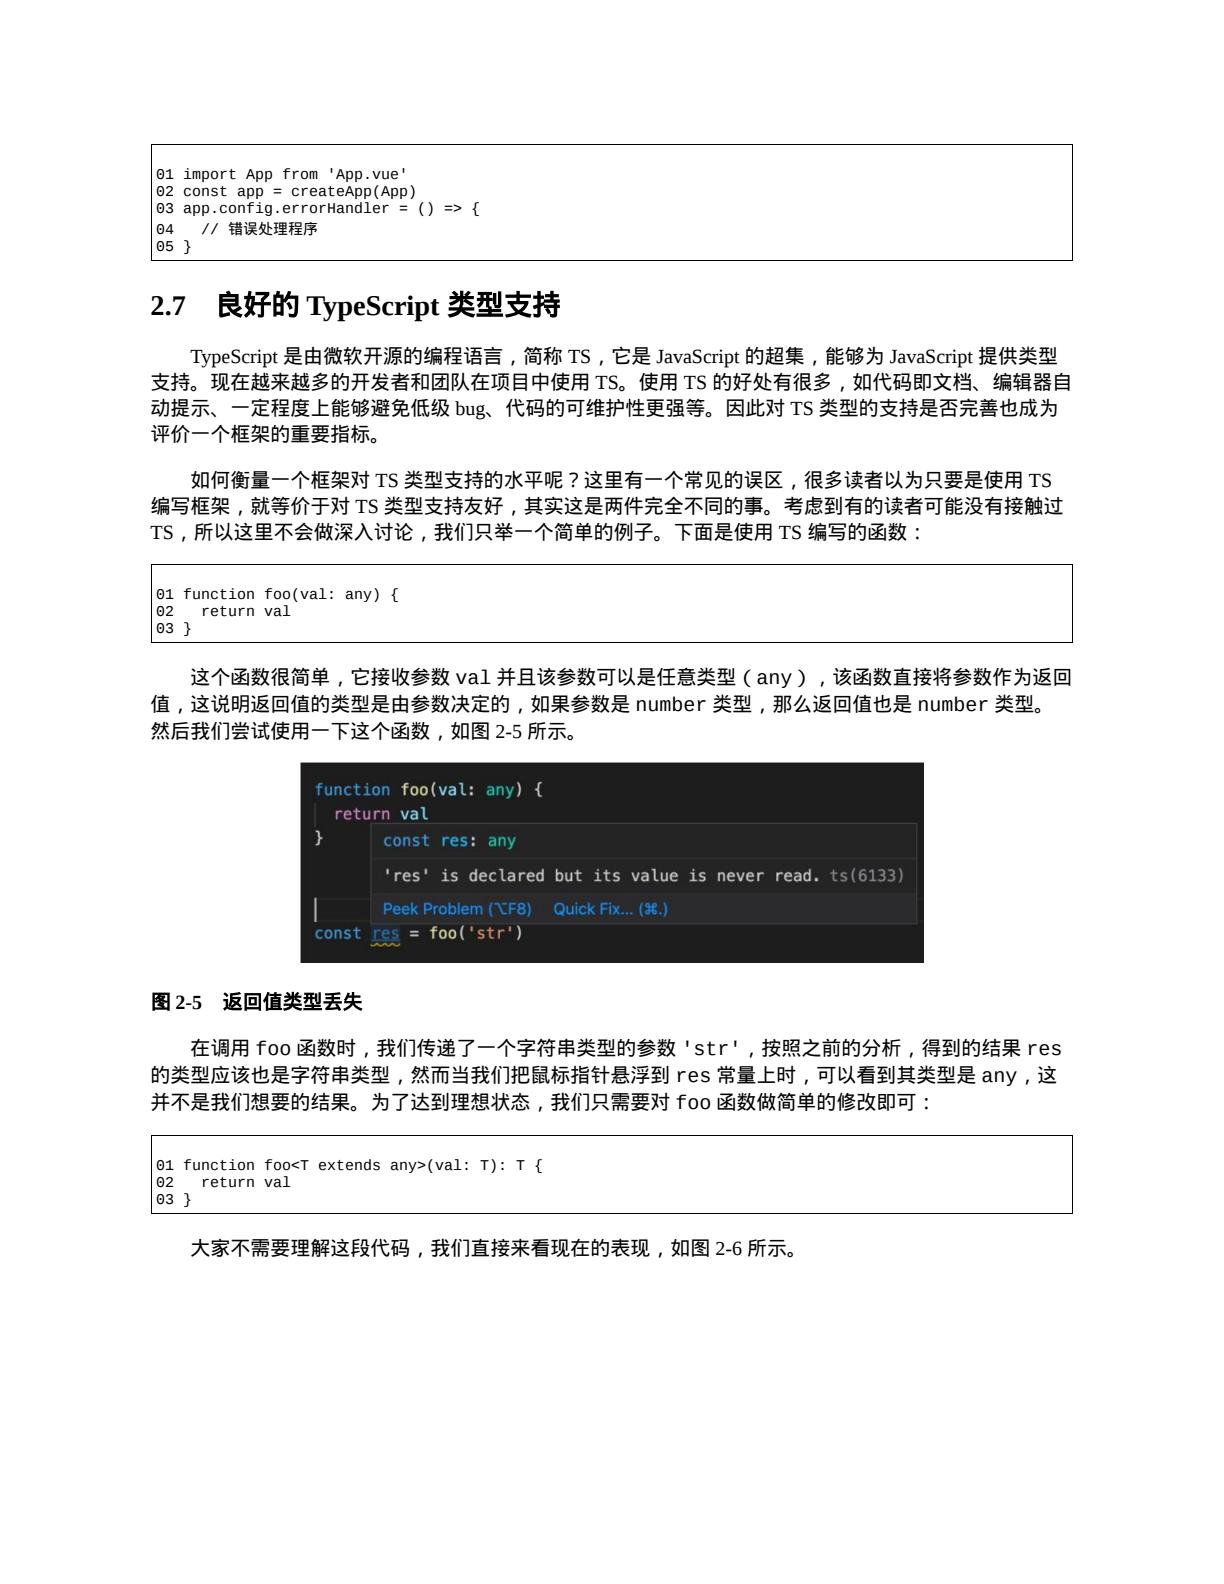 01 import App from 'App.vue'
02 const app = createApp(App)
03 app.config.errorHandler = () => {
04   // 错误处理程序
05 }
2.7　良好的 TypeScript 类型支持
TypeScript 是由微软开源的编程语言，简称 TS，它是 JavaScript 的超集，能够为 JavaScript 提供类型
支持。现在越来越多的开发者和团队在项目中使用 TS。使用 TS 的好处有很多，如代码即文档、编辑器自
动提示、一定程度上能够避免低级 bug、代码的可维护性更强等。因此对 TS 类型的支持是否完善也成为
评价一个框架的重要指标。
如何衡量一个框架对 TS 类型支持的水平呢？这里有一个常见的误区，很多读者以为只要是使用 TS
编写框架，就等价于对 TS 类型支持友好，其实这是两件完全不同的事。考虑到有的读者可能没有接触过
TS，所以这里不会做深入讨论，我们只举一个简单的例子。下面是使用 TS 编写的函数：
01 function foo(val: any) {
02   return val
03 }
这个函数很简单，它接收参数 val 并且该参数可以是任意类型（any），该函数直接将参数作为返回
值，这说明返回值的类型是由参数决定的，如果参数是 number 类型，那么返回值也是 number 类型。
然后我们尝试使用一下这个函数，如图 2-5 所示。
function foo(val: any) {
return val
}
const res: any
'res' is declared but its value is never read. ts(6133)
Peek Problem (⌥F8) Quick Fix... (⌘.)
const res = foo('str')
图 2-5　返回值类型丢失
在调用 foo 函数时，我们传递了一个字符串类型的参数 'str'，按照之前的分析，得到的结果 res
的类型应该也是字符串类型，然而当我们把鼠标指针悬浮到 res 常量上时，可以看到其类型是 any，这
并不是我们想要的结果。为了达到理想状态，我们只需要对 foo 函数做简单的修改即可：
01 function foo<T extends any>(val: T): T {
02   return val
03 }
大家不需要理解这段代码，我们直接来看现在的表现，如图 2-6 所示。